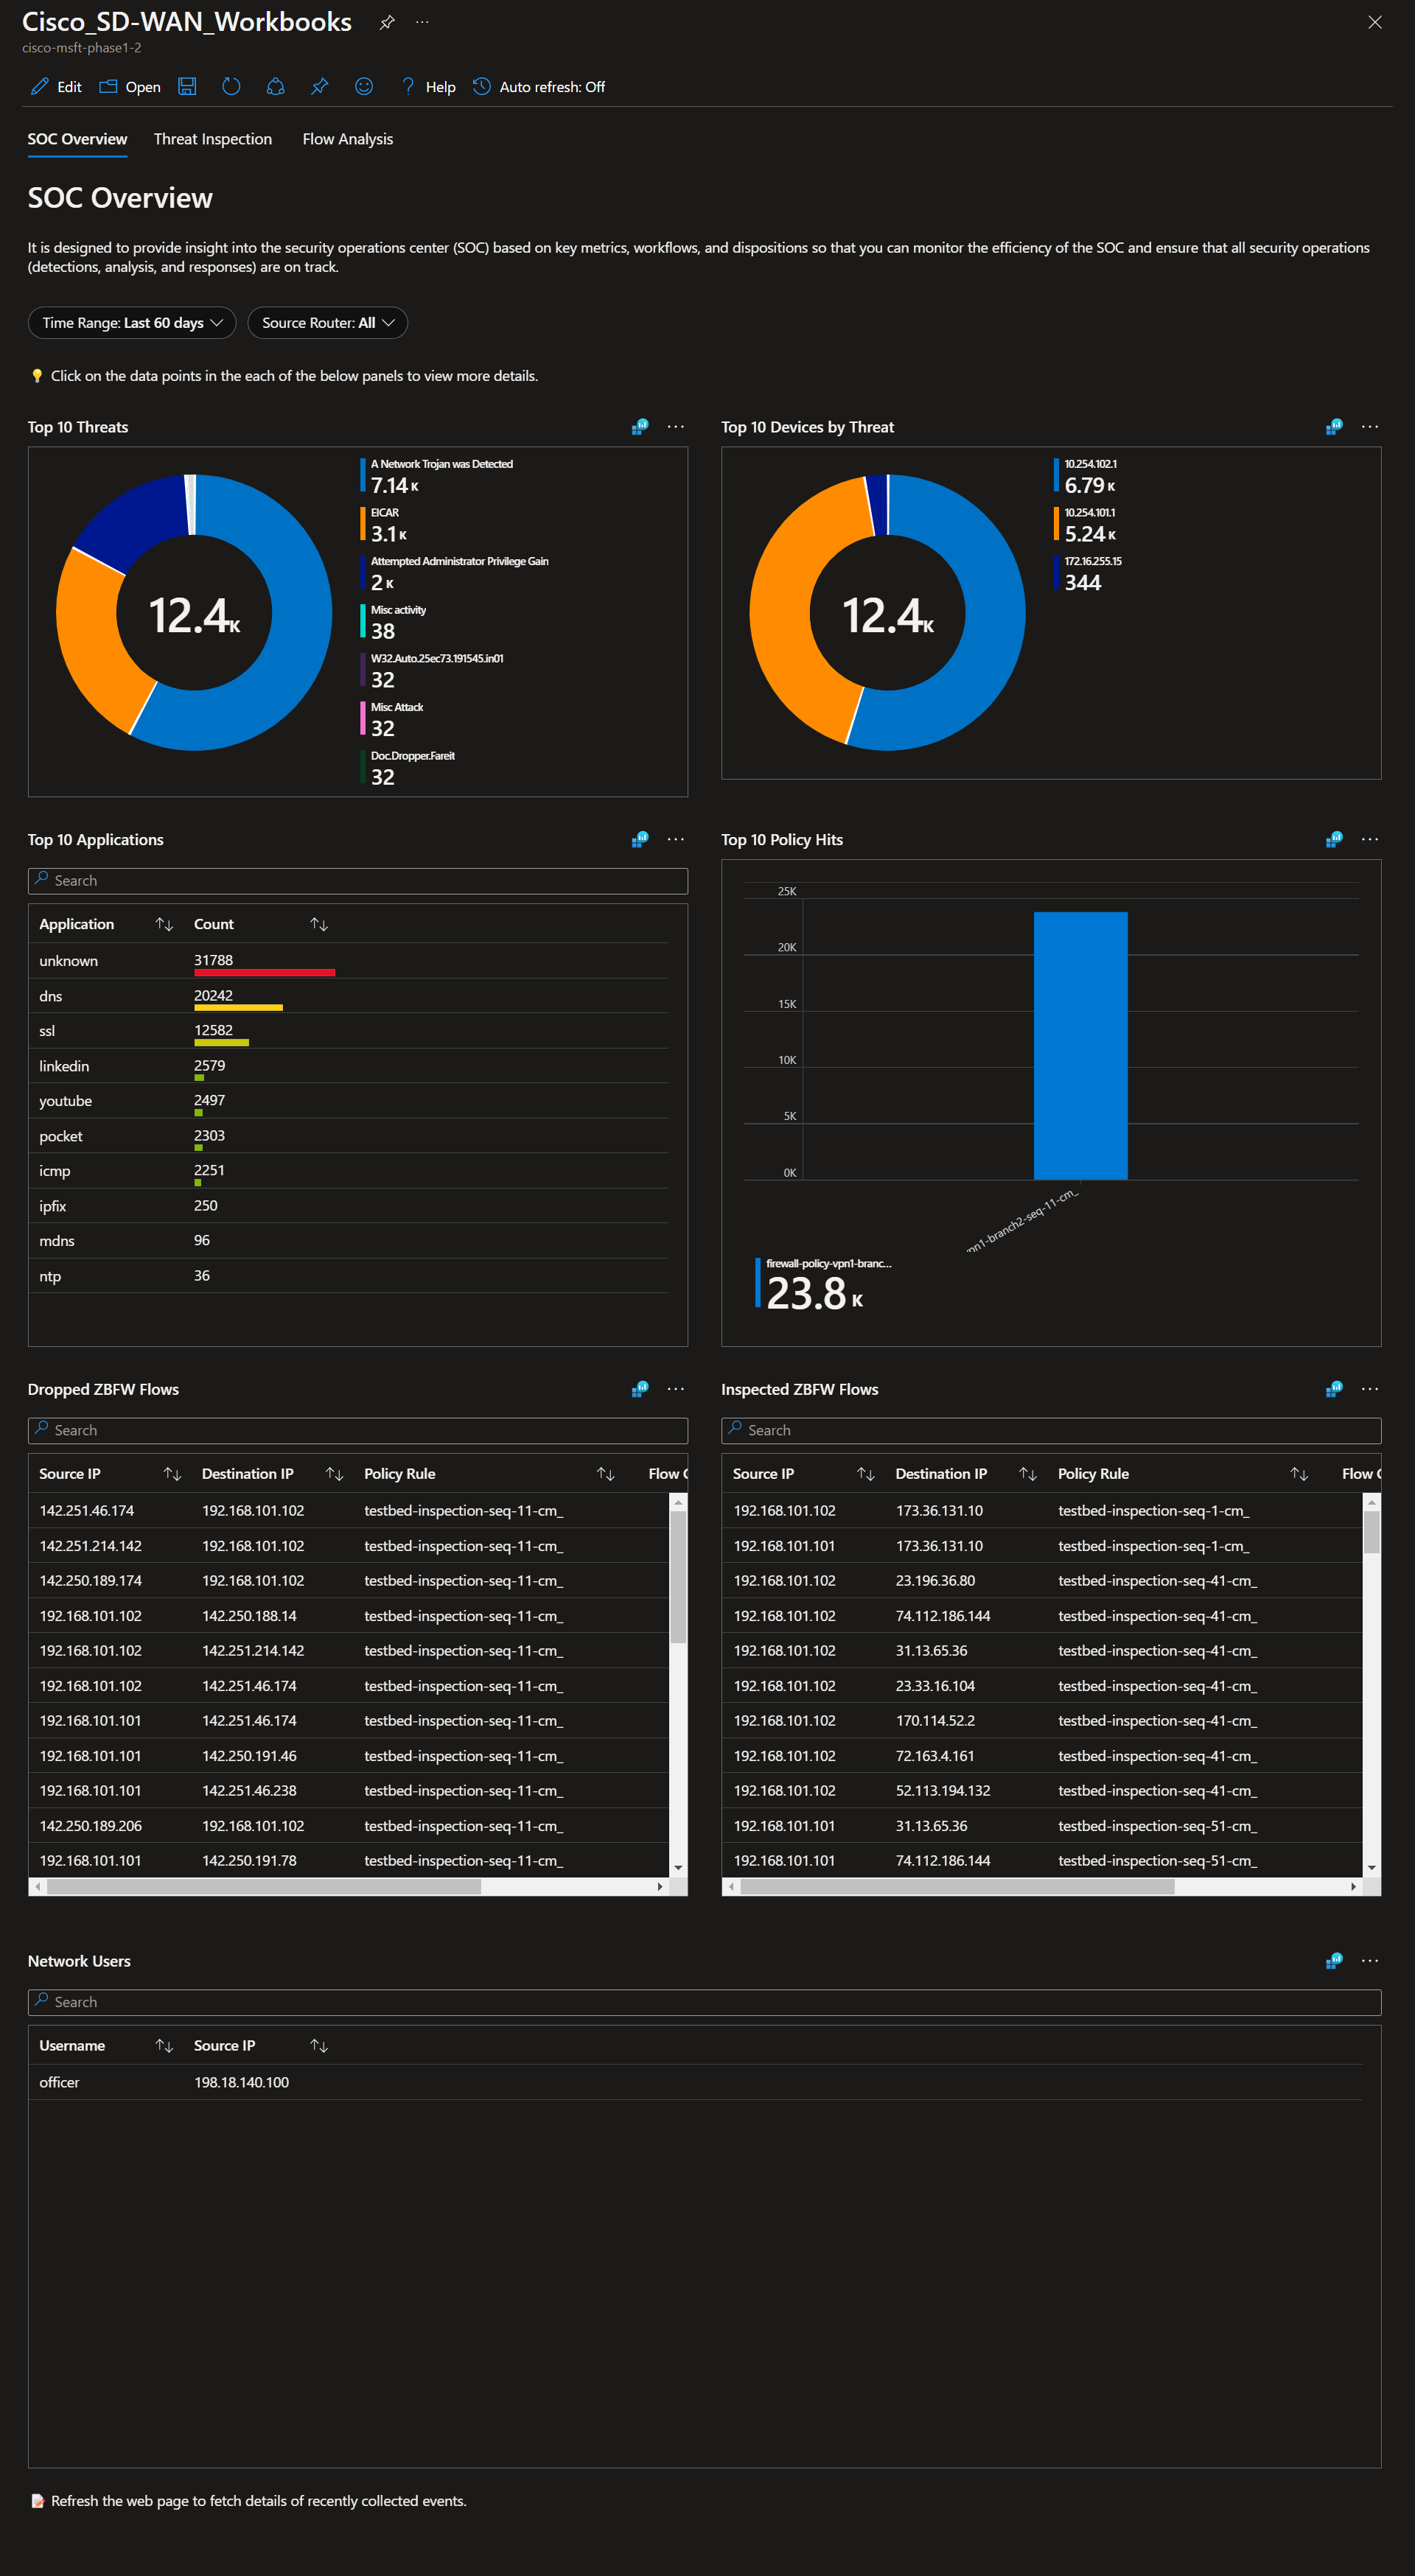 Cisco_SD-WAN_Workbooks
cisco-msft-phase1-2
Edit Open Help Auto refresh: Off
SOC Overview Threat Inspection Flow Analysis
SOC Overview
It is designed to provide insight into the security operations center (SOC) based on key metrics, workflows, and dispositions so that you can monitor the efficiency of the SOC and ensure that all security operations
(detections, analysis, and responses) are on track.
Time Range: Last 60 days Source Router: All
Click on the data points in the each of the below panels to view more details.
Top 10 Threats
12.4K
A Network Trojan was Detected
7.14 K
EICAR
3.1 K
Attempted Administrator Privilege Gain
2 K
Misc activity
38
W32.Auto.25ec73.191545.in01
32
Misc Attack
32
Doc.Dropper.Fareit
32
Top 10 Devices by Threat
12.4K
10.254.102.1
6.79 K
10.254.101.1
5.24 K
172.16.255.15
344
Top 10 Applications
Search
Application Count
unknown 31788
dns 20242
ssl 12582
linkedin 2579
youtube 2497
pocket 2303
icmp 2251
ipfix 250
mdns 96
ntp 36
Top 10 Policy Hits
25K
20K
15K
10K
5K
0K
vpn1-branch2-seq-11-cm_
firewall-policy-vpn1-branc...
23.8 K
Dropped ZBFW Flows
Search
Source IP Destination IP Policy Rule Flow
142.251.46.174 192.168.101.102 testbed-inspection-seq-11-cm_
142.251.214.142 192.168.101.102 testbed-inspection-seq-11-cm_
142.250.189.174 192.168.101.102 testbed-inspection-seq-11-cm_
192.168.101.102 142.250.188.14 testbed-inspection-seq-11-cm_
192.168.101.102 142.251.214.142 testbed-inspection-seq-11-cm_
192.168.101.102 142.251.46.174 testbed-inspection-seq-11-cm_
192.168.101.101 142.251.46.174 testbed-inspection-seq-11-cm_
192.168.101.101 142.250.191.46 testbed-inspection-seq-11-cm_
192.168.101.101 142.251.46.238 testbed-inspection-seq-11-cm_
142.250.189.206 192.168.101.102 testbed-inspection-seq-11-cm_
192.168.101.101 142.250.191.78 testbed-inspection-seq-11-cm_
Inspected ZBFW Flows
Search
Source IP Destination IP Policy Rule Flow
192.168.101.102 173.36.131.10 testbed-inspection-seq-1-cm_
192.168.101.101 173.36.131.10 testbed-inspection-seq-1-cm_
192.168.101.102 23.196.36.80 testbed-inspection-seq-41-cm_
192.168.101.102 74.112.186.144 testbed-inspection-seq-41-cm_
192.168.101.102 31.13.65.36 testbed-inspection-seq-41-cm_
192.168.101.102 23.33.16.104 testbed-inspection-seq-41-cm_
192.168.101.102 170.114.52.2 testbed-inspection-seq-41-cm_
192.168.101.102 72.163.4.161 testbed-inspection-seq-41-cm_
192.168.101.102 52.113.194.132 testbed-inspection-seq-41-cm_
192.168.101.101 31.13.65.36 testbed-inspection-seq-51-cm_
192.168.101.101 74.112.186.144 testbed-inspection-seq-51-cm_
Network Users
Search
Username Source IP
officer 198.18.140.100
Refresh the web page to fetch details of recently collected events.